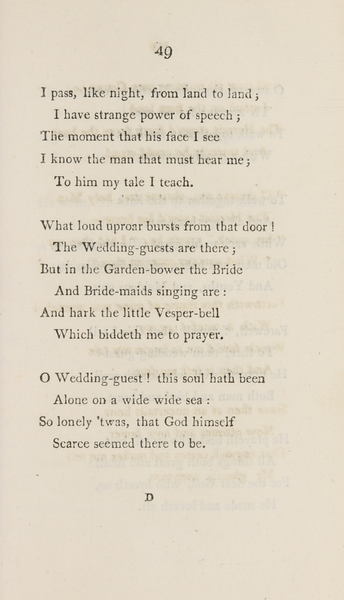 49
I pass, like night, from land to land;
I have strange power of speech;
The moment that his face I see
I know the man that must hear me;
To him my tale I teach.
What loud uproar bursts from that door!
The Wedding-guests are there;
But in the Garden-bower the Bride
And Bride-maids singing are:
And hark the little Vesper-bell
Which biddeth me to prayer.
O Wedding-guest! this soul hath been
Alone on a wide wide sea:
So lonely 'twas, that God himself
Scarce seemed there to be.
D